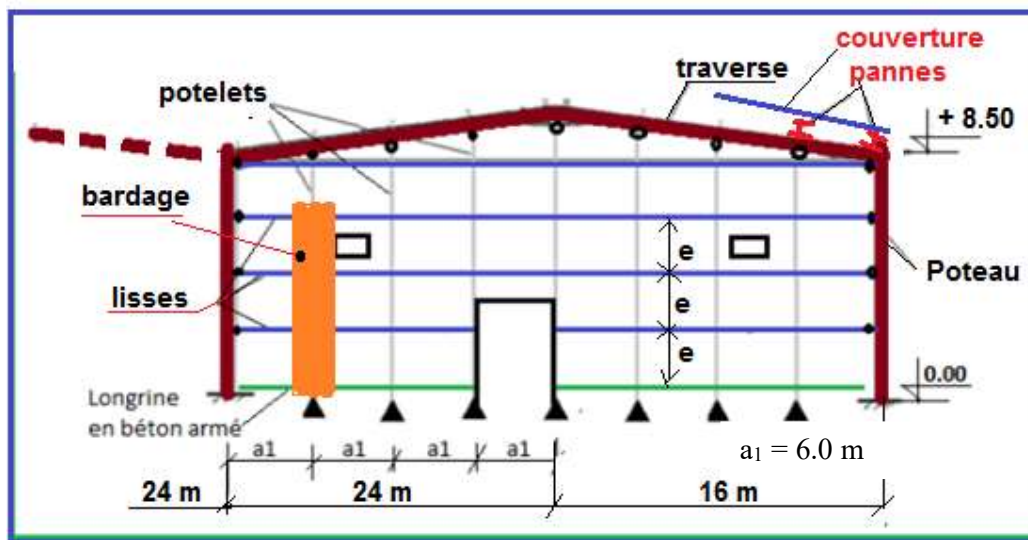 couverture
pannes
traverse
potelets
+ 8.50
bardage
e
lisses
e
Poteau
e
0.00
Longrine
en béton armé
a1
a1
a1
a1
a₁ = 6.0 m
24 m
24 m
16 m